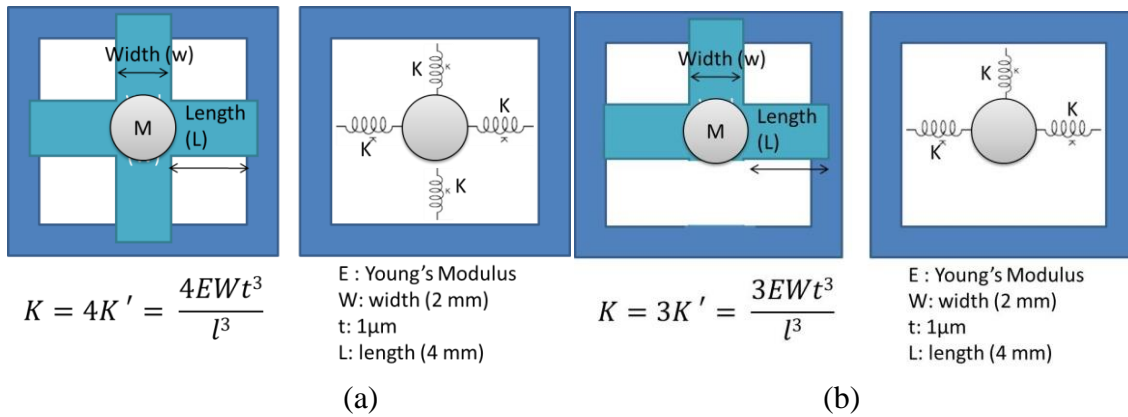 Width (w)
M
Length
(L)
K
K
K
K
K = 4K ' = 4EWt³ / l³
E : Young's Modulus
W: width (2 mm)
t: 1μm
L: length (4 mm)
(a)
Width (w)
M
Length
(L)
K
K
K
K = 3K ' = 3EWt³ / l³
E : Young's Modulus
W: width (2 mm)
t: 1μm
L: length (4 mm)
(b)